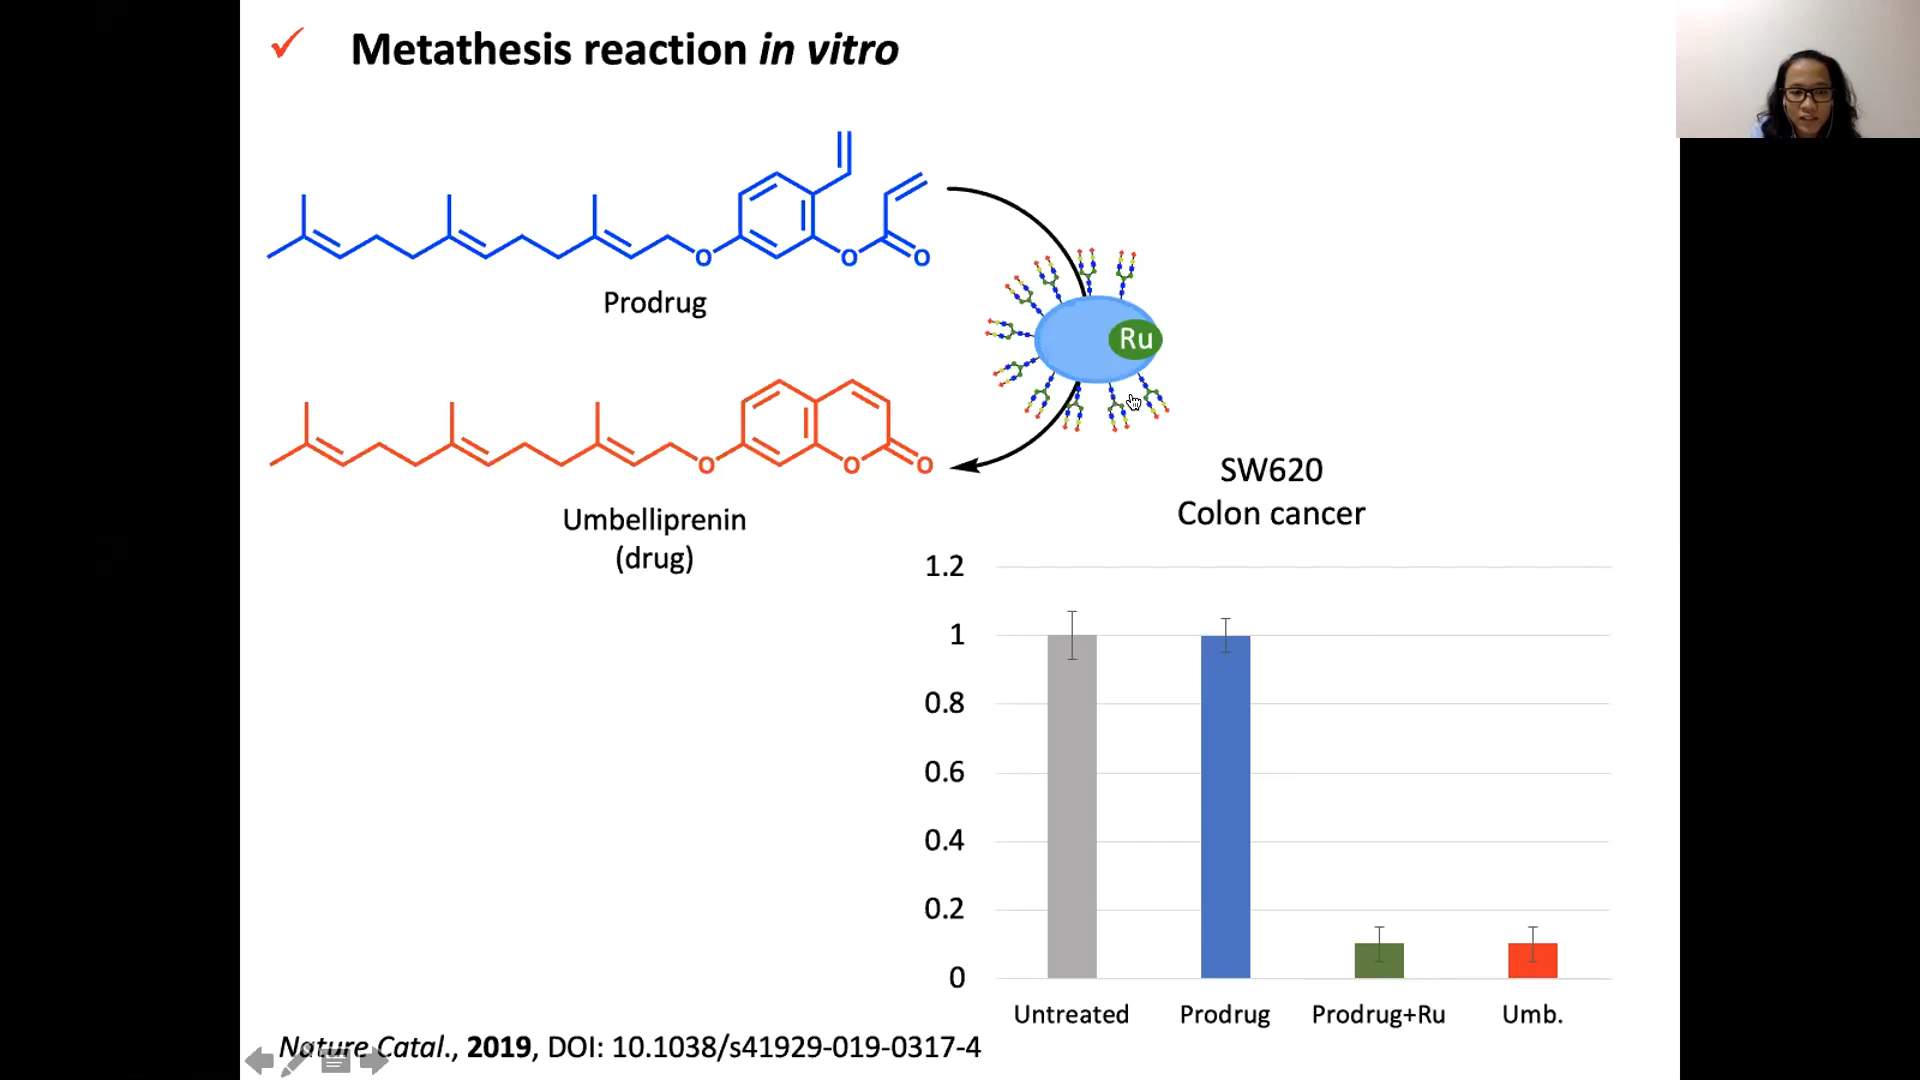 ✓ Metathesis reaction in vitro
O
O
O
Prodrug
Ru
O
O
O
Umbelliprenin
(drug)
SW620
Colon cancer
1.2
1
0.8
0.6
0.4
0.2
0
Untreated Prodrug Prodrug+Ru Umb.
Nature Catal., 2019, DOI: 10.1038/s41929-019-0317-4